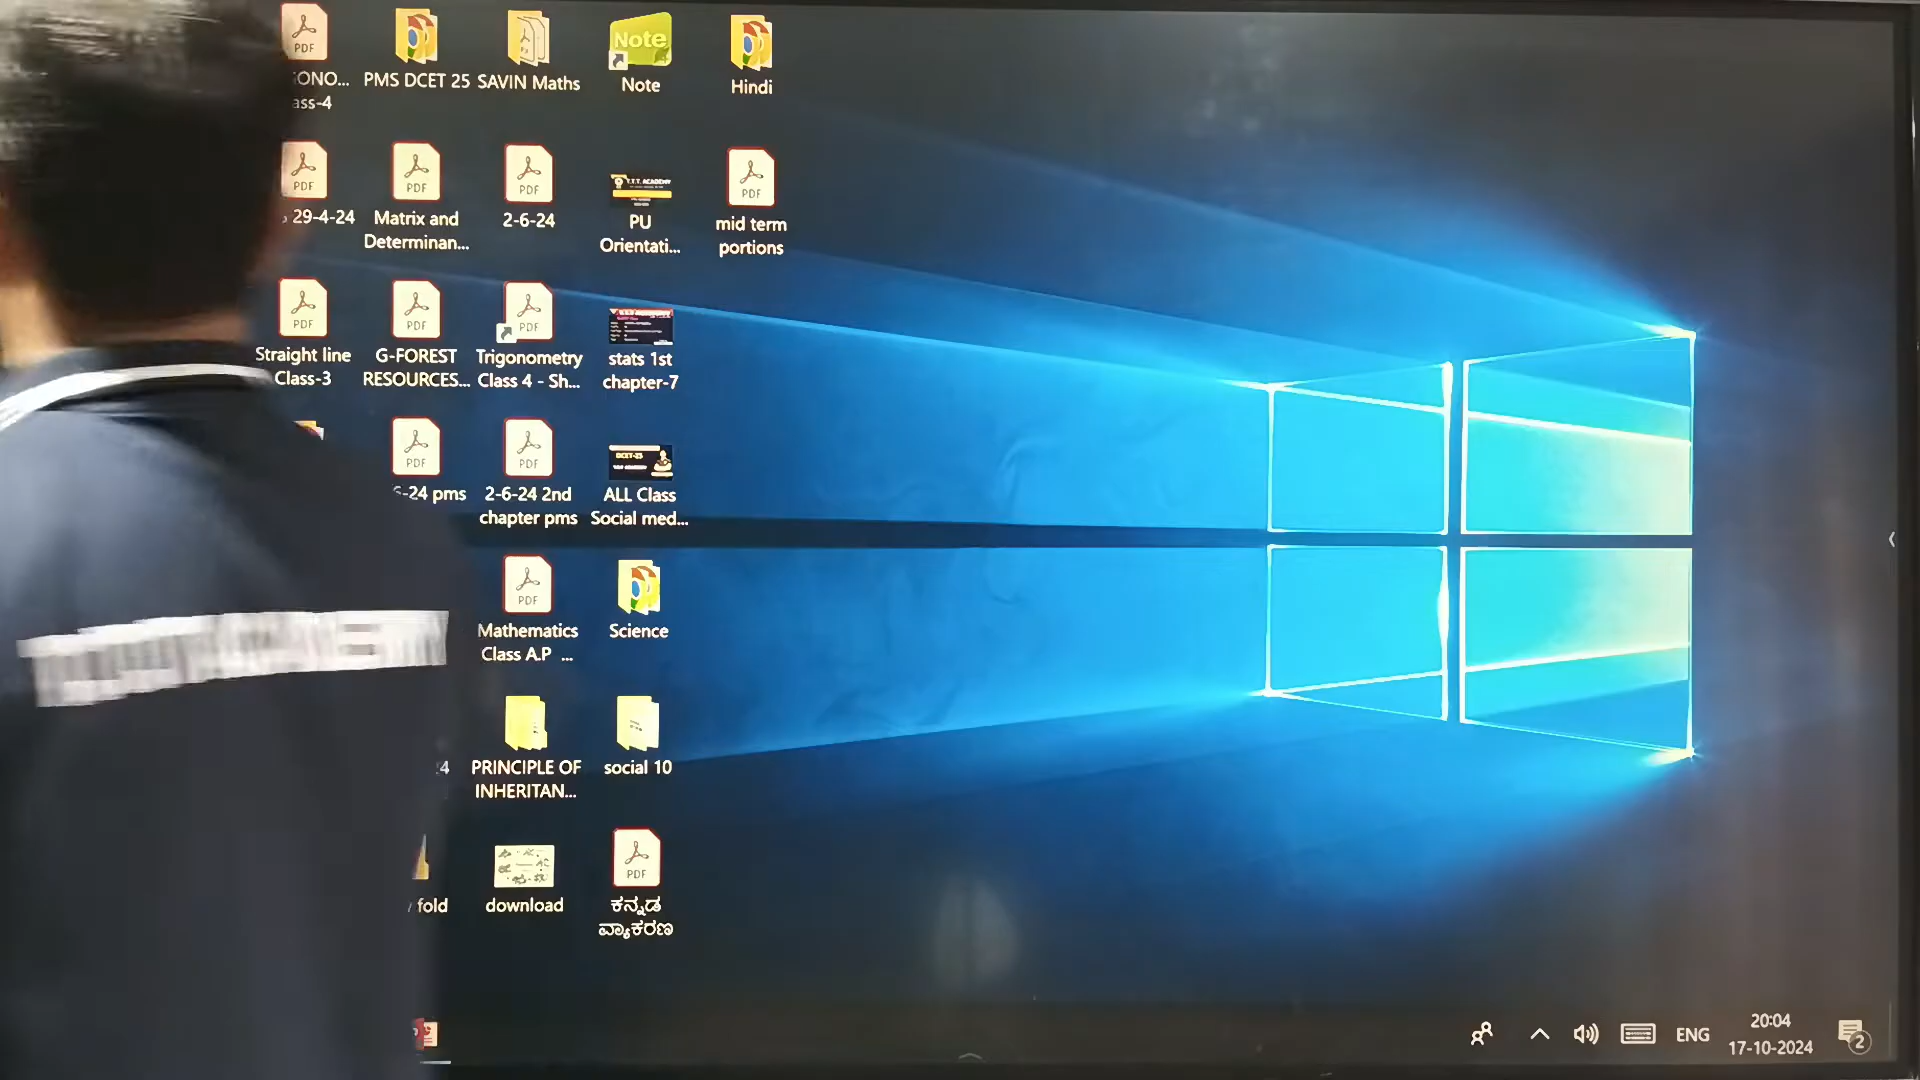 PDF
PMS DCET 25
SAVIN Maths
Note
Note
Hindi
PDF
29-4-24
PDF
Matrix and
Determinan...
PDF
2-6-24
T.T.T. ACADEMY
PU
Orientati...
PDF
mid term
portions
PDF
Straight line
Class-3
PDF
G-FOREST
RESOURCES...
PDF
Trigonometry
Class 4 - Sh...
stats 1st
chapter-7
PDF
-24 pms
PDF
2-6-24 2nd
chapter pms
DCET-25
ALL Class
Social med...
PDF
Mathematics
Class A.P ...
Science
PRINCIPLE OF
INHERITAN...
social 10
fold
download
PDF
ಕನ್ನಡ
ವ್ಯಾಕರಣ
ENG
20:04
17-10-2024
2